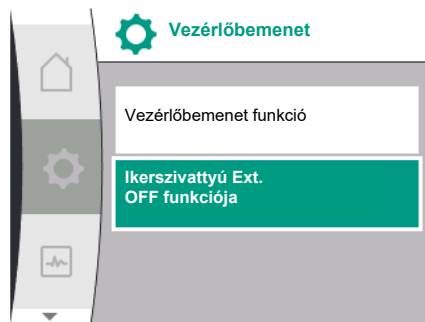 Vezérlőbemenet
Vezérlőbemenet funkció
Ikerszivattyú Ext.
OFF funkciója